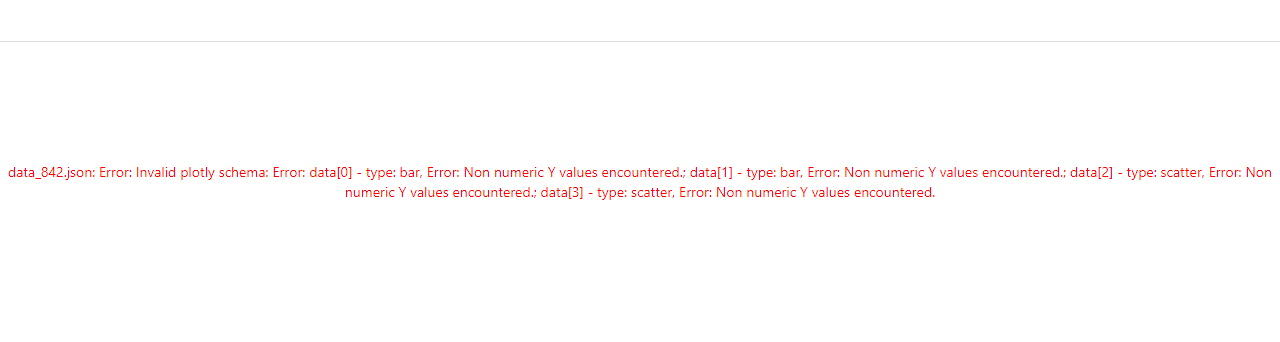 data_842.json: Error: Invalid plotly schema: Error: data[0] - type: bar, Error: Non numeric Y values encountered.; data[1] - type: bar, Error: Non numeric Y values encountered.; data[2] - type: scatter, Error: Non
numeric Y values encountered.; data[3] - type: scatter, Error: Non numeric Y values encountered.